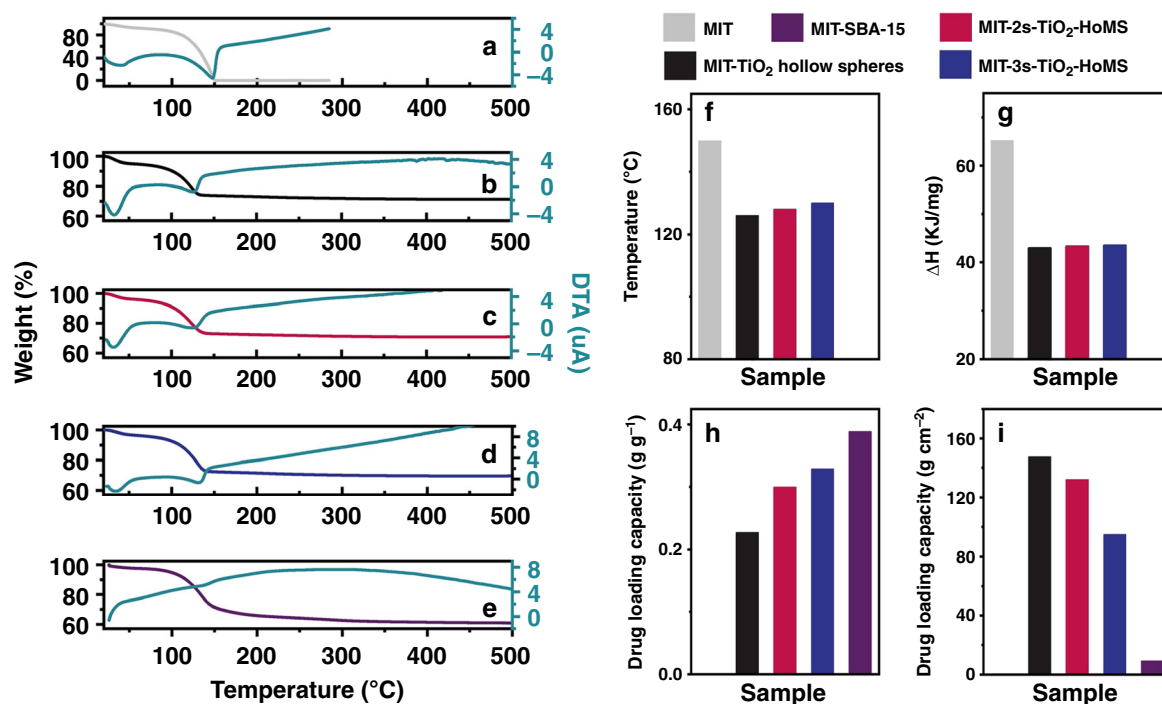 80
40
0
4
0
−4
a
100 200 300 400 500
100
80
60
4
0
−4
b
100 200 300 400 500
100
80
60
4
0
−4
c
100 200 300 400 500
100
80
60
8
4
0
d
100 200 300 400 500
100
80
60
8
4
0
e
100 200 300 400 500
Weight (%)
DTA (uA)
Temperature (°C)
MIT MIT-SBA-15 MIT-2s-TiO₂-HoMS
MIT-TiO₂ hollow spheres MIT-3s-TiO₂-HoMS
f
160
120
80
Temperature (°C)
Sample
g
60
40
20
ΔH (KJ/mg)
Sample
h
0.4
0.2
0.0
Drug loading capacity (g g⁻¹)
Sample
i
160
120
80
40
0
Drug loading capacity (g cm⁻²)
Sample